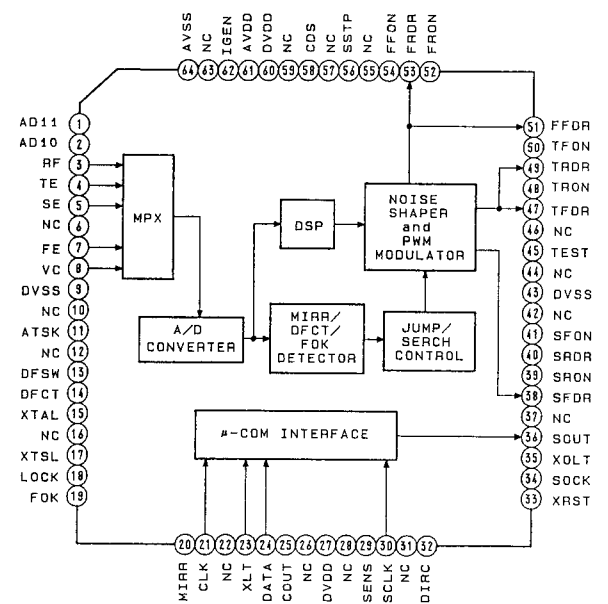 AVSS NC IGEN AVDD DVDD NC CDS NC SSTP NC FFON FRDR FRON
64 63 62 61 60 59 58 57 56 55 54 53 52
AD11 1
AD10 2
RF 3
TE 4
SE 5
NC 6
FE 7
VC 8
DVSS 9
NC 10
ATSK 11
NC 12
DFSW 13
DFCT 14
XTAL 15
NC 16
XTSL 17
LOCK 18
FOK 19
MPX
DSP
NOISE
SHAPER
and
PWM
MODULATOR
A/D
CONVERTER
MIRR/
DFCT/
FOK
DETECTOR
JUMP/
SERCH
CONTROL
μ-COM INTERFACE
51 FFDR
50 TFON
49 TRDR
48 TRON
47 TFDR
46 NC
45 TEST
44 NC
43 DVSS
42 NC
41 SFON
40 SRDR
39 SRON
38 SFDR
37 NC
36 SOUT
35 XOLT
34 SOCK
33 XRST
20 21 22 23 24 25 26 27 28 29 30 31 32
MIRR CLK NC XLT DATA COUT NC DVDD NC SENS SCLK NC DIRC